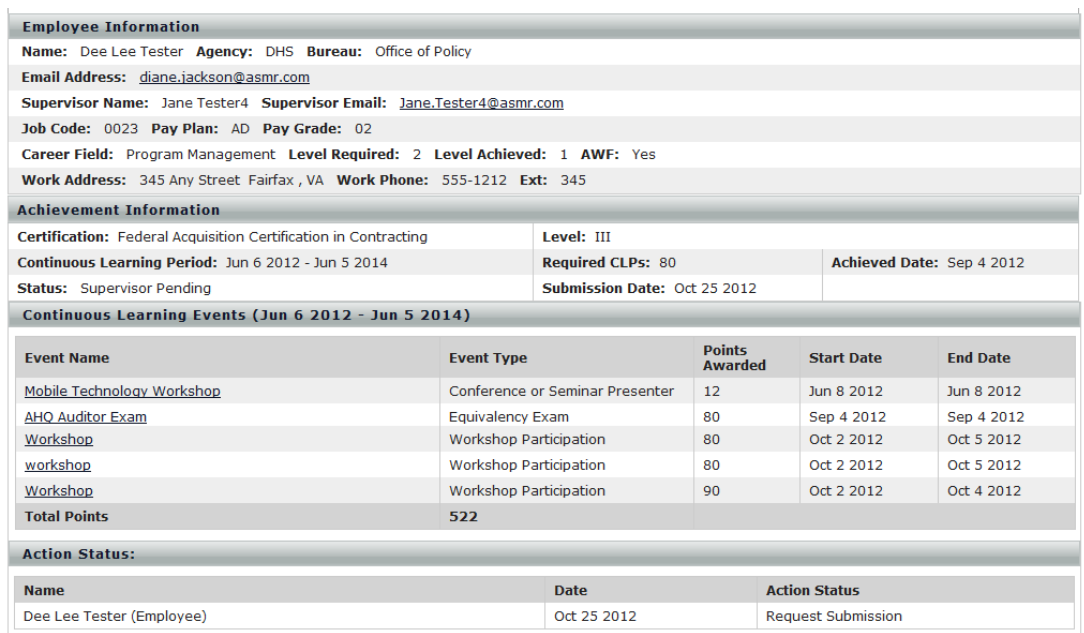 Employee Information
Name: Dee Lee Tester Agency: DHS Bureau: Office of Policy
Email Address: diane.jackson@asmr.com
Supervisor Name: Jane Tester4 Supervisor Email: Jane.Tester4@asmr.com
Job Code: 0023 Pay Plan: AD Pay Grade: 02
Career Field: Program Management Level Required: 2 Level Achieved: 1 AWF: Yes
Work Address: 345 Any Street Fairfax , VA Work Phone: 555-1212 Ext: 345
Achievement Information
Certification: Federal Acquisition Certification in Contracting Level: III
Continuous Learning Period: Jun 6 2012 - Jun 5 2014 Required CLPs: 80 Achieved Date: Sep 4 2012
Status: Supervisor Pending Submission Date: Oct 25 2012
Continuous Learning Events (Jun 6 2012 - Jun 5 2014)
Event Name Event Type Points Awarded Start Date End Date
Mobile Technology Workshop Conference or Seminar Presenter 12 Jun 8 2012 Jun 8 2012
AHQ Auditor Exam Equivalency Exam 80 Sep 4 2012 Sep 4 2012
Workshop Workshop Participation 80 Oct 2 2012 Oct 5 2012
workshop Workshop Participation 80 Oct 2 2012 Oct 5 2012
Workshop Workshop Participation 90 Oct 2 2012 Oct 4 2012
Total Points 522
Action Status:
Name Date Action Status
Dee Lee Tester (Employee) Oct 25 2012 Request Submission